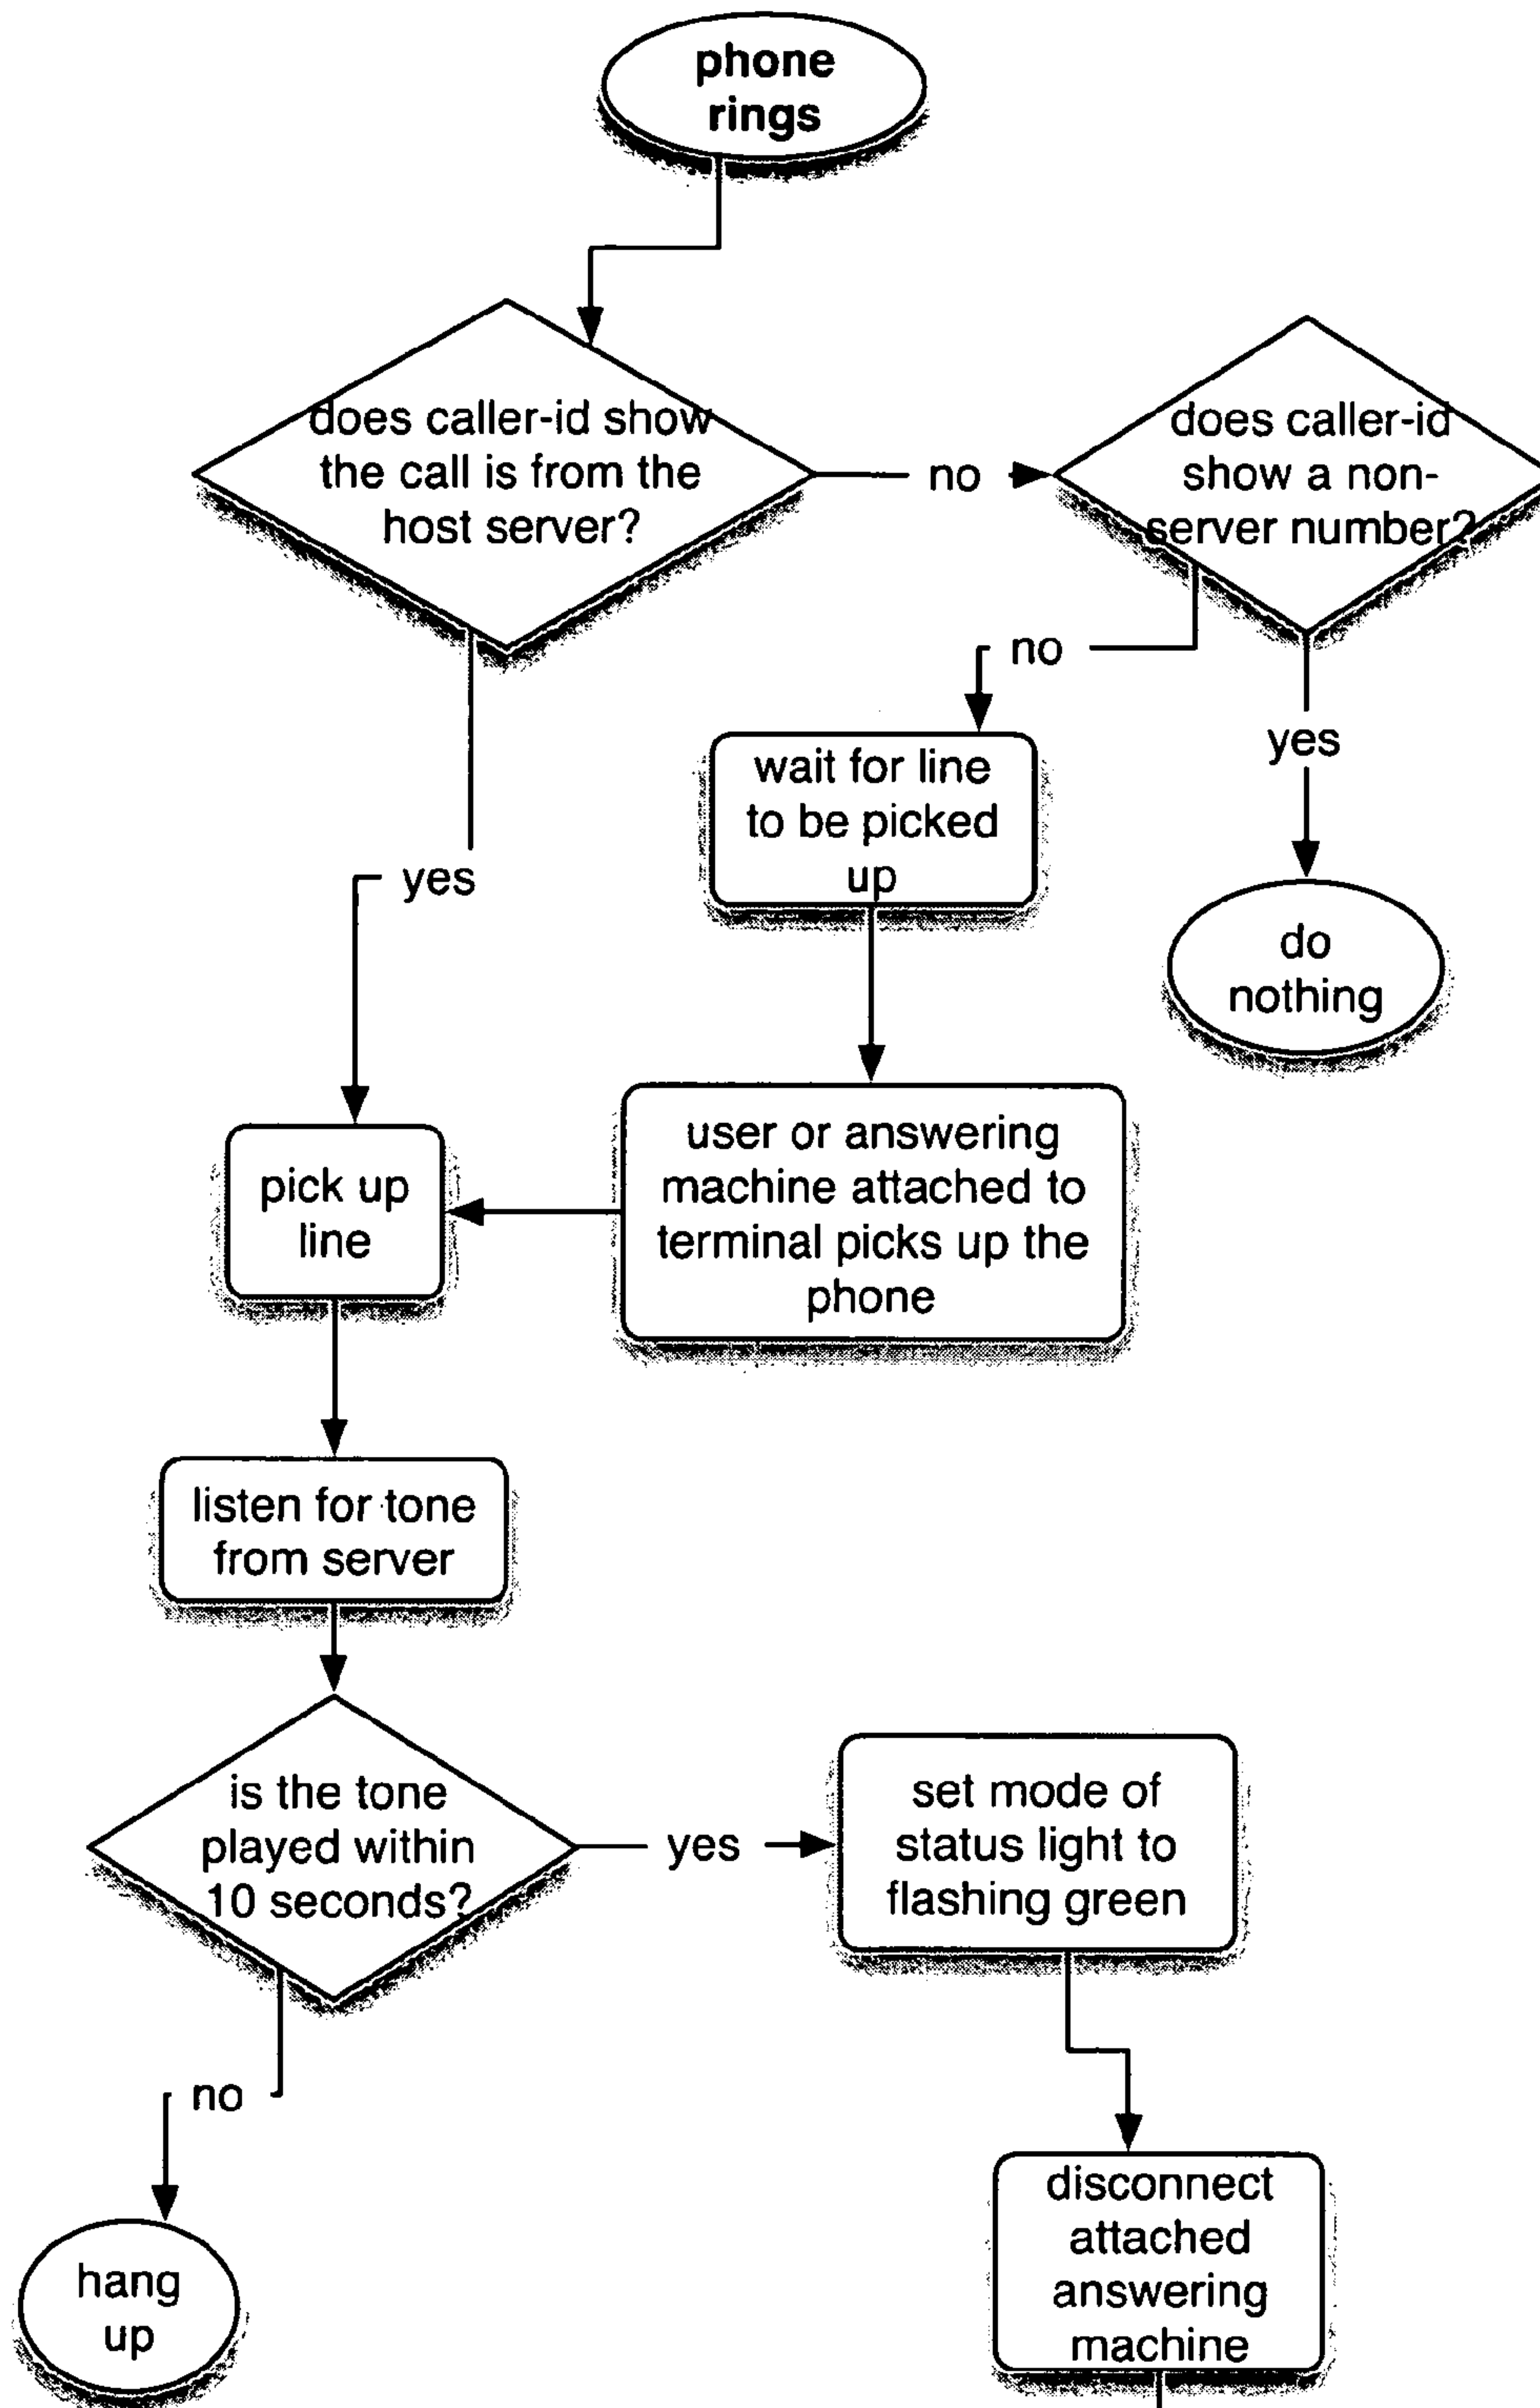 phone
rings
does caller-id show
the call is from the
host server?
no
does caller-id
show a non-
server number?
no
yes
wait for line
to be picked
up
yes
do
nothing
pick up
line
user or answering
machine attached to
terminal picks up the
phone
listen for tone
from server
is the tone
played within
10 seconds?
yes
set mode of
status light to
flashing green
no
hang
up
disconnect
attached
answering
machine